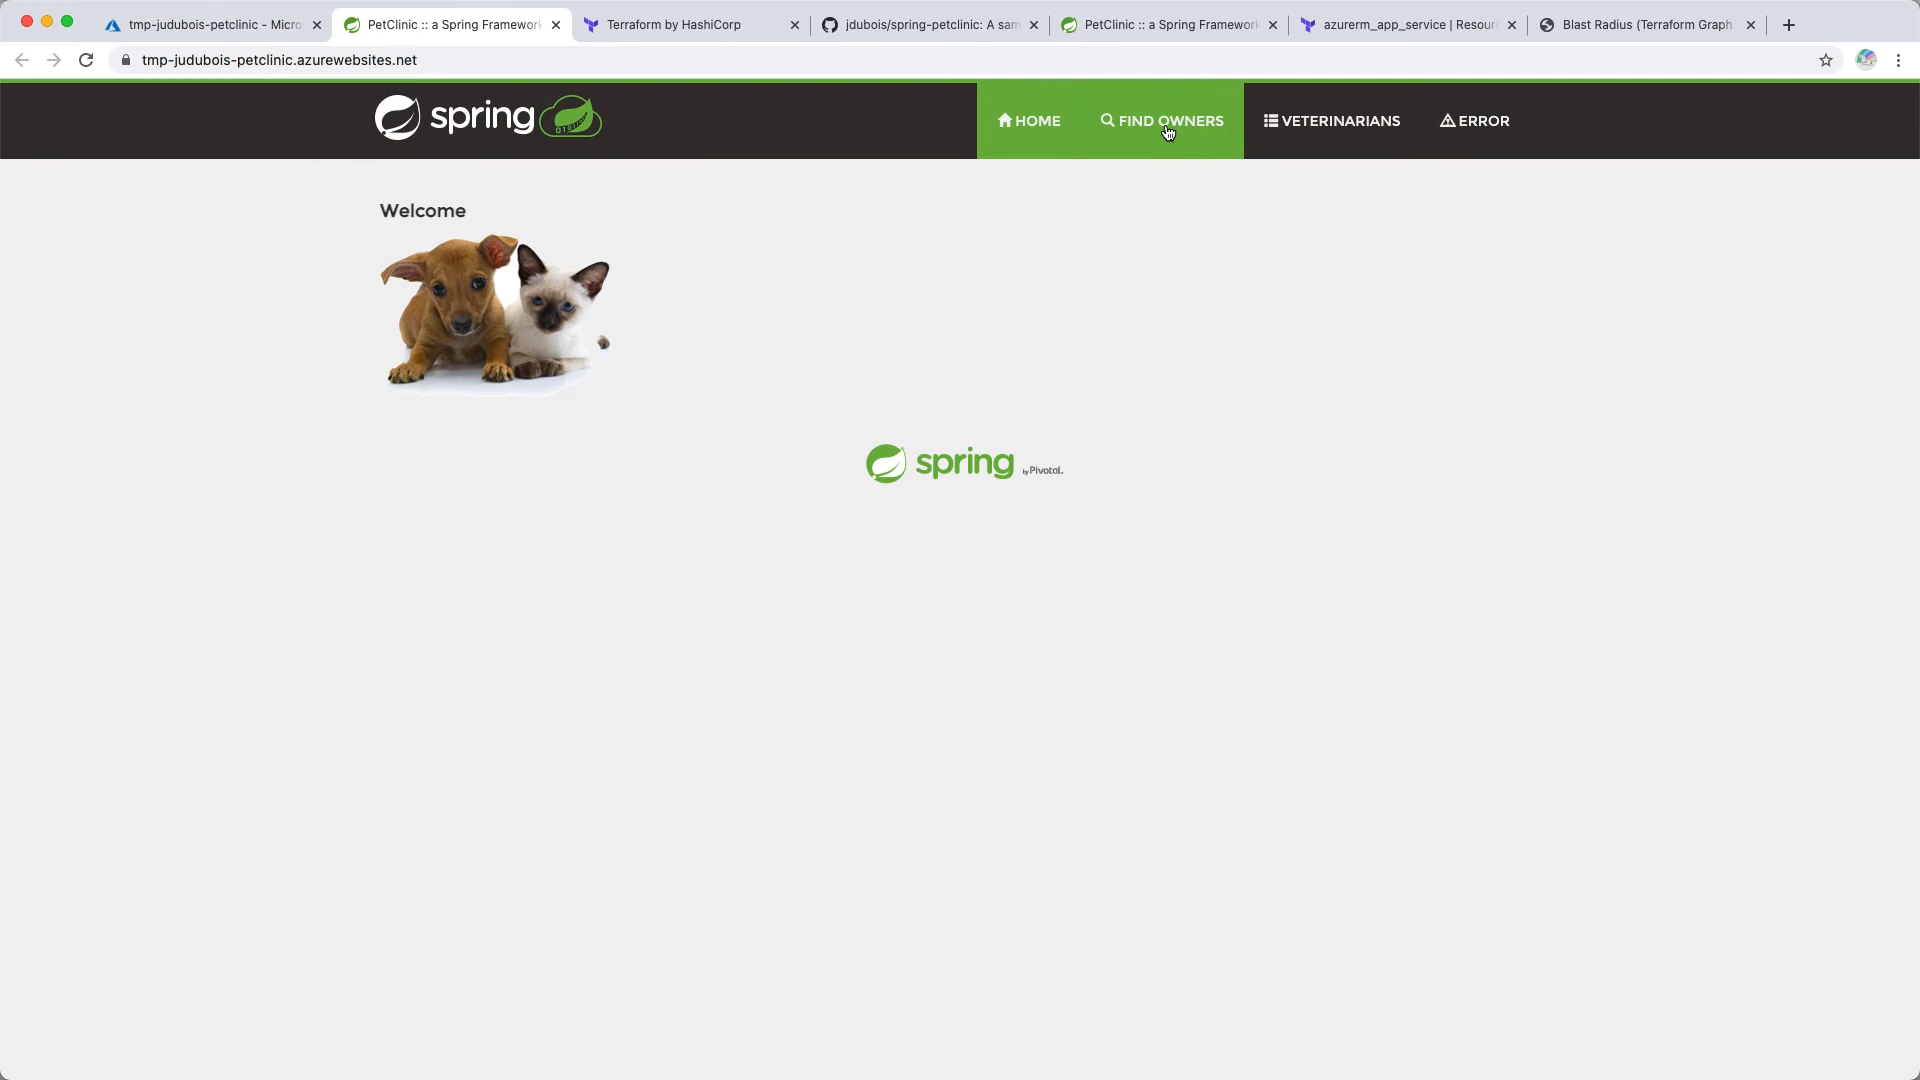 tmp-judubois-petclinic - Micro
PetClinic :: a Spring Framework
Terraform by HashiCorp
jdubois/spring-petclinic: A sam
PetClinic :: a Spring Framework
azurerm_app_service | Resour
Blast Radius (Terraform Graph
tmp-judubois-petclinic.azurewebsites.net
spring
HOME
FIND OWNERS
VETERINARIANS
ERROR
Welcome
spring by Pivotal.